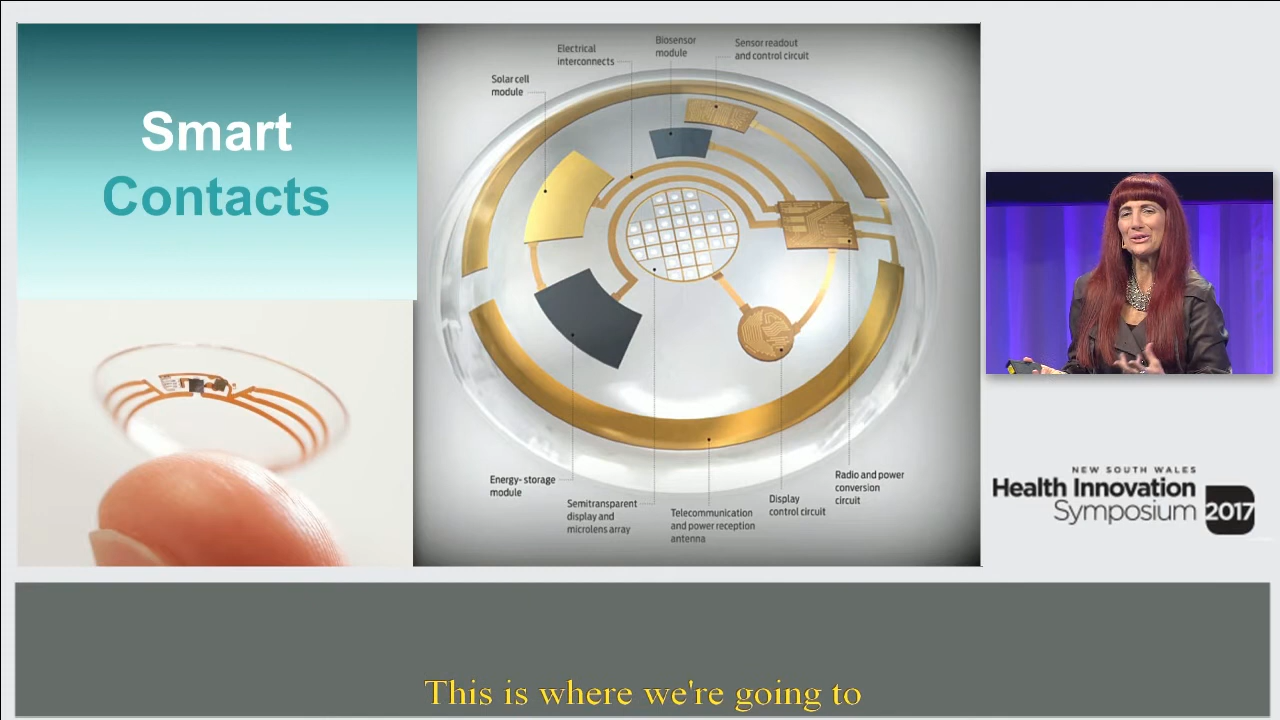 Smart
Contacts
Electrical
interconnects
Biosensor
module
Sensor readout
and control circuit
Solar cell
module
Energy- storage
module
Semitransparent
display and
microlens array
Telecommunication
and power reception
antenna
Display
control circuit
Radio and power
conversion
circuit
NEW SOUTH WALES
Health Innovation
Symposium
2017
This is where we're going to